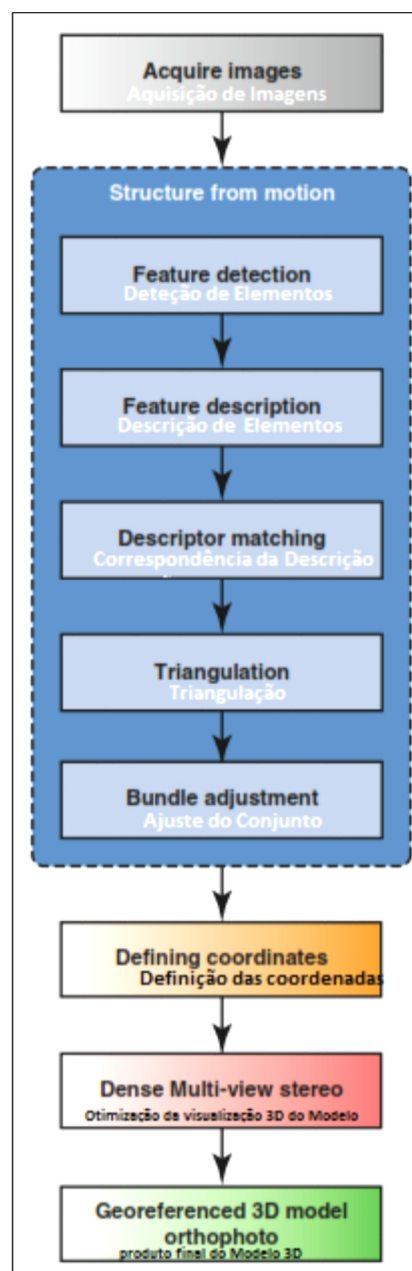 Acquire images
Aquisição de Imagens
Structure from motion
Feature detection
Deteção de Elementos
Feature description
Descrição de Elementos
Descriptor matching
Correspondência da Descrição
Triangulation
Triangulação
Bundle adjustment
Ajuste do Conjunto
Defining coordinates
Definição das coordenadas
Dense Multi-view stereo
Otimização da visualização 3D do Modelo
Georeferenced 3D model
orthophoto
produto final do Modelo 3D